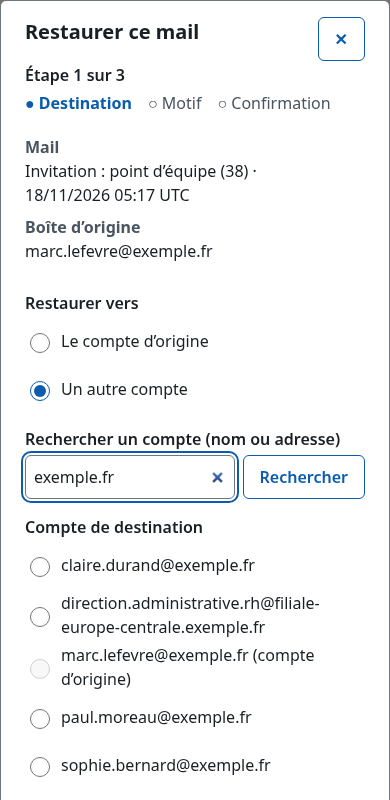 Restaurer ce mail
×
Étape 1 sur 3
● Destination ○ Motif ○ Confirmation
Mail
Invitation : point d’équipe (38) ·
18/11/2026 05:17 UTC
Boîte d’origine
marc.lefevre@exemple.fr
Restaurer vers
Le compte d’origine
Un autre compte
Rechercher un compte (nom ou adresse)
exemple.fr × Rechercher
Compte de destination
claire.durand@exemple.fr
direction.administrative.rh@filiale-
europe-centrale.exemple.fr
marc.lefevre@exemple.fr (compte
d’origine)
paul.moreau@exemple.fr
sophie.bernard@exemple.fr